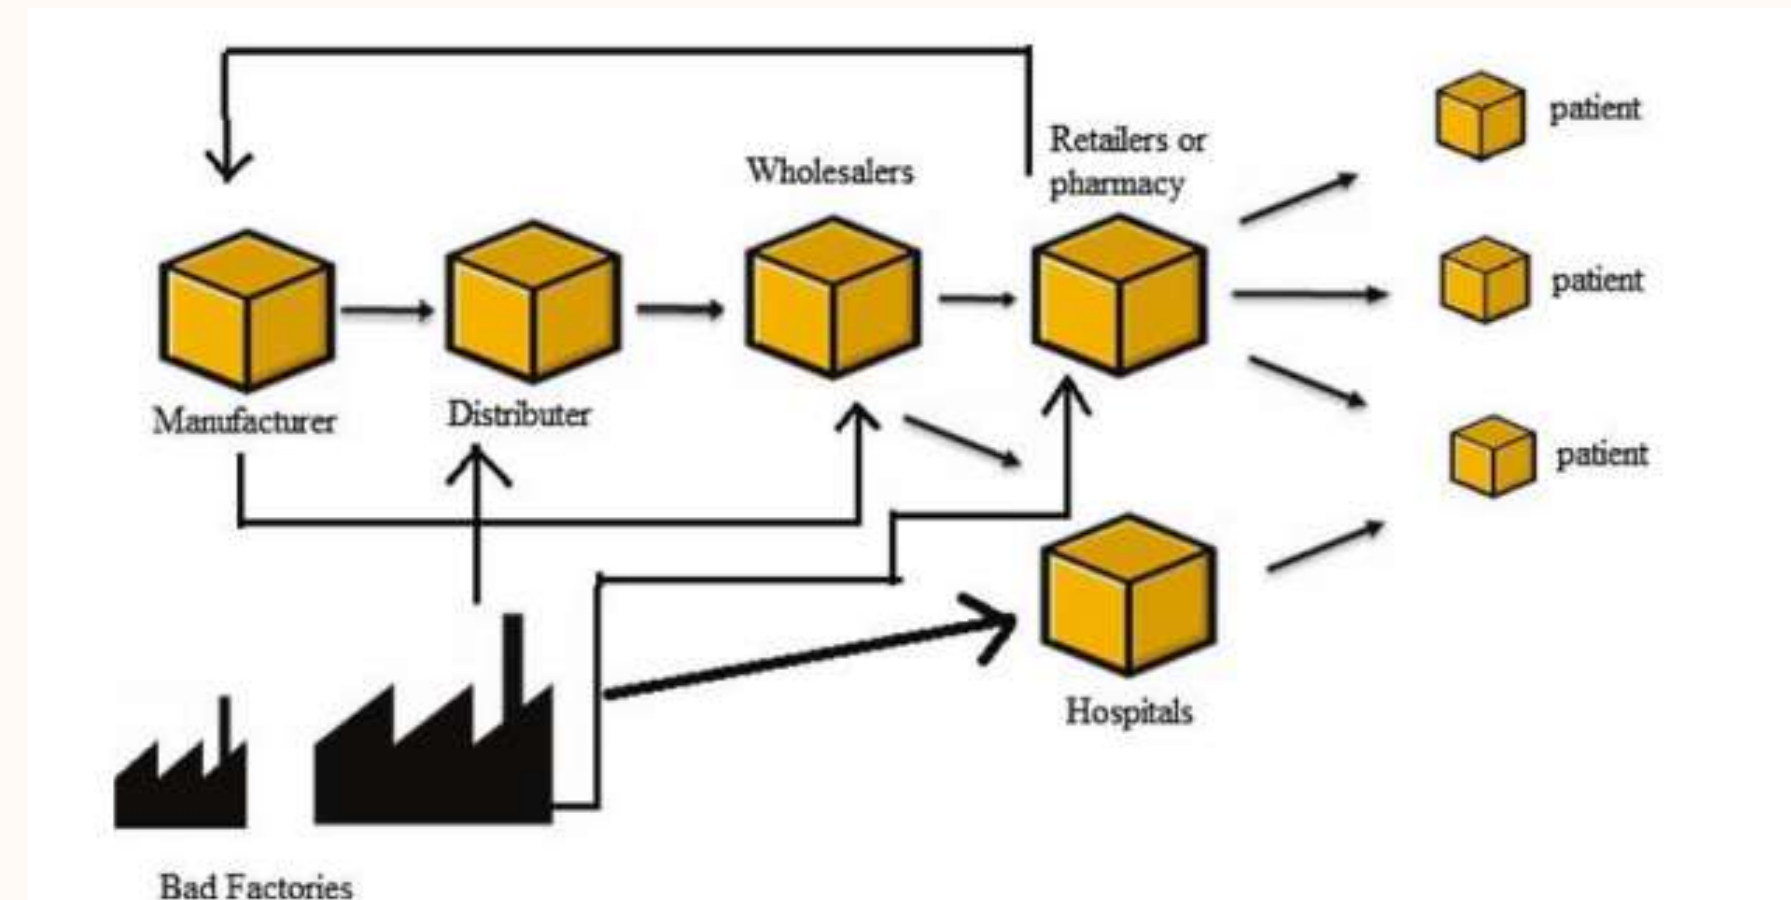 patient
Retailers or
pharmacy
Wholesalers
patient
Manufacturer
Distributer
patient
Hospitals
Bad Factories